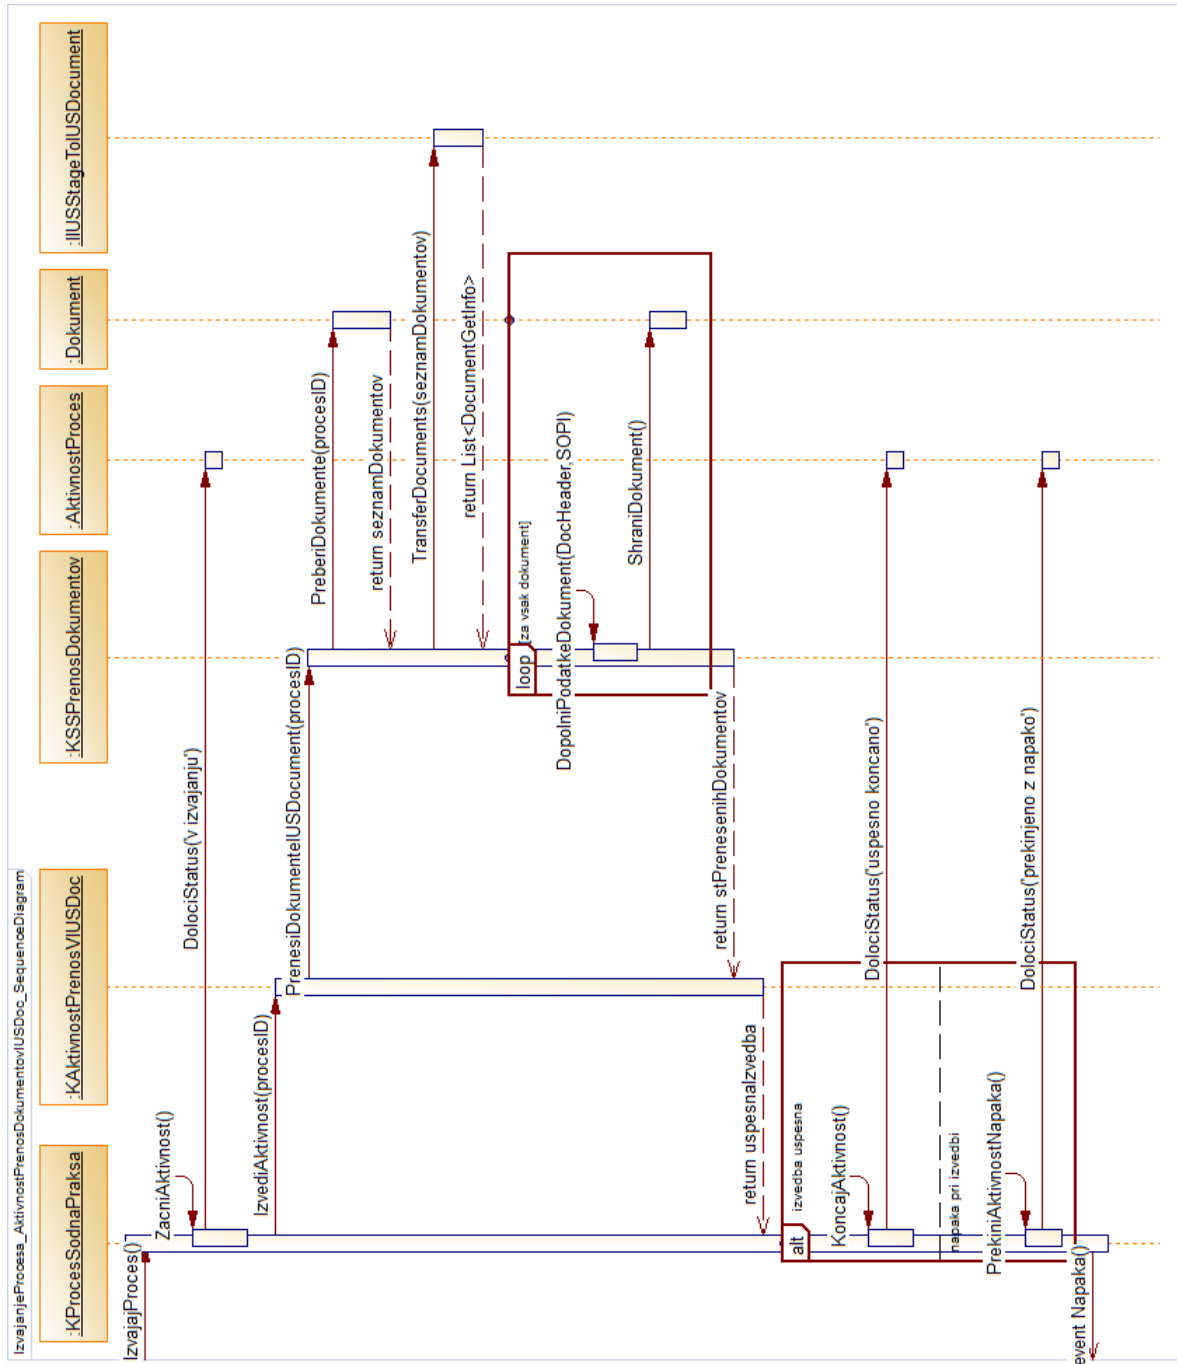 IzvajanjeProcesa_AktivnostPrenosDokumentovIUSDoc_SequenceDiagram
:KProcesSodnaPraksa
:KAktivnostPrenosVIUSDoc
:KSSPrenosDokumentov
:AktivnostProces
:Dokument
:IIUSStageToIUSDocument
IzvajajProces()
ZacniAktivnost()
DolociStatus('v izvajanju')
IzvediAktivnost(procesID)
PrenesiDokumenteIUSDocument(procesID)
PreberiDokumente(procesID)
return seznamDokumentov
TransferDocuments(seznamDokumentov)
return List<DocumentGetInfo>
loop
[za vsak dokument]
DopolniPodatkeDokument(DocHeader,SOPI)
ShraniDokument()
return stPrenesenihDokumentov
return uspesnaIzvedba
alt
izvedba uspesna
KoncajAktivnost()
DolociStatus('uspesno koncano')
napaka pri izvedbi
PrekiniAktivnostNapaka()
DolociStatus('prekinjeno z napako')
event Napaka()